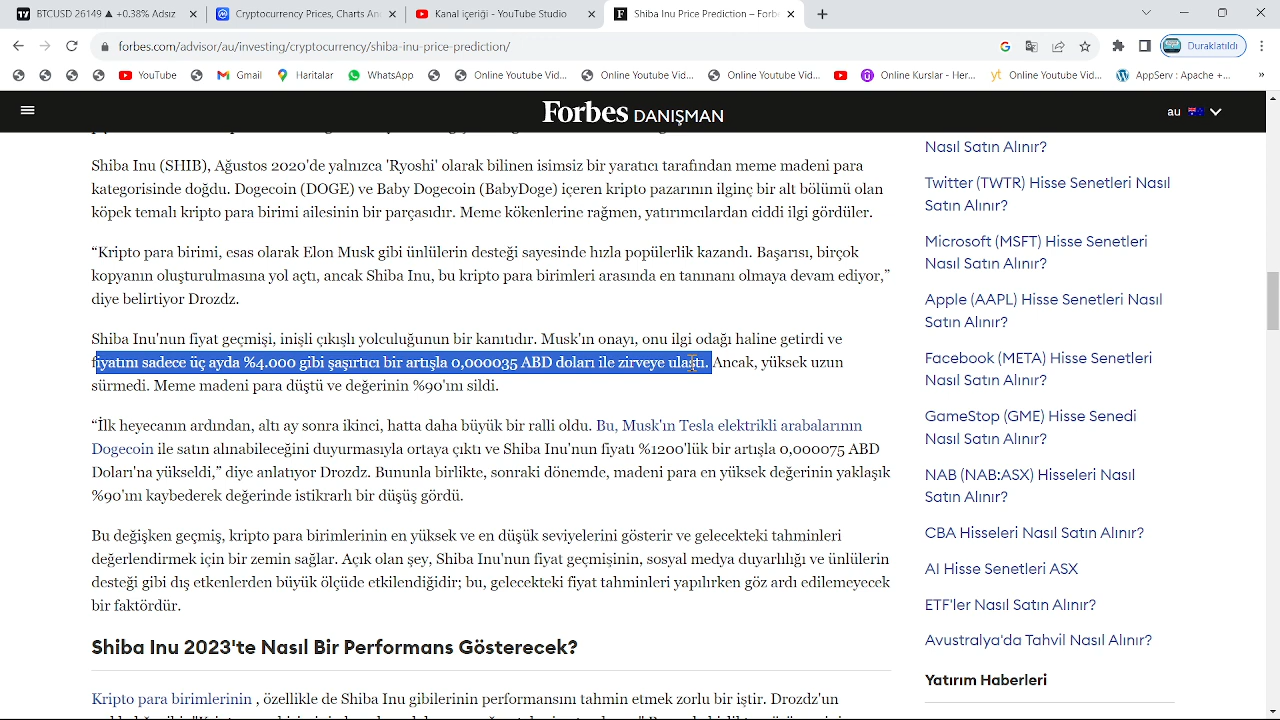 BTCUSD 26149 ▲ +0.38% Adsız
Cryptocurrency Prices, Charts An
Kanal içeriği - YouTube Studio
Shiba Inu Price Prediction – Forb
forbes.com/advisor/au/investing/cryptocurrency/shiba-inu-price-prediction/
Duraklatıldı
YouTube
Gmail
Haritalar
WhatsApp
Online Youtube Vid...
Online Youtube Vid...
Online Youtube Vid...
Online Kurslar - Her...
Online Youtube Vid...
AppServ : Apache +...
Forbes DANIŞMAN
au
Shiba Inu (SHIB), Ağustos 2020'de yalnızca 'Ryoshi' olarak bilinen isimsiz bir yaratıcı tarafından meme madeni para
kategorisinde doğdu. Dogecoin (DOGE) ve Baby Dogecoin (BabyDoge) içeren kripto pazarının ilginç bir alt bölümü olan
köpek temalı kripto para birimi ailesinin bir parçasıdır. Meme kökenlerine rağmen, yatırımcılardan ciddi ilgi gördüler.
“Kripto para birimi, esas olarak Elon Musk gibi ünlülerin desteği sayesinde hızla popülerlik kazandı. Başarısı, birçok
kopyanın oluşturulmasına yol açtı, ancak Shiba Inu, bu kripto para birimleri arasında en tanınanı olmaya devam ediyor,”
diye belirtiyor Drozdz.
Shiba Inu'nun fiyat geçmişi, inişli çıkışlı yolculuğunun bir kanıtıdır. Musk'ın onayı, onu ilgi odağı haline getirdi ve
fiyatını sadece üç ayda %4.000 gibi şaşırtıcı bir artışla 0,000035 ABD doları ile zirveye ulaştı. Ancak, yüksek uzun
sürmedi. Meme madeni para düştü ve değerinin %90'ını sildi.
“İlk heyecanın ardından, altı ay sonra ikinci, hatta daha büyük bir ralli oldu. Bu, Musk'ın Tesla elektrikli arabalarının
Dogecoin ile satın alınabileceğini duyurmasıyla ortaya çıktı ve Shiba Inu'nun fiyatı %1200'lük bir artışla 0,000075 ABD
Doları'na yükseldi,” diye anlatıyor Drozdz. Bununla birlikte, sonraki dönemde, madeni para en yüksek değerinin yaklaşık
%90'ını kaybederek değerinde istikrarlı bir düşüş gördü.
Bu değişken geçmiş, kripto para birimlerinin en yüksek ve en düşük seviyelerini gösterir ve gelecekteki tahminleri
değerlendirmek için bir zemin sağlar. Açık olan şey, Shiba Inu'nun fiyat geçmişinin, sosyal medya duyarlılığı ve ünlülerin
desteği gibi dış etkenlerden büyük ölçüde etkilendiğidir; bu, gelecekteki fiyat tahminleri yapılırken göz ardı edilemeyecek
bir faktördür.
Shiba Inu 2023'te Nasıl Bir Performans Gösterecek?
Kripto para birimlerinin , özellikle de Shiba Inu gibilerinin performansını tahmin etmek zorlu bir iştir. Drozdz'un
Nasıl Satın Alınır?
Twitter (TWTR) Hisse Senetleri Nasıl
Satın Alınır?
Microsoft (MSFT) Hisse Senetleri
Nasıl Satın Alınır?
Apple (AAPL) Hisse Senetleri Nasıl
Satın Alınır?
Facebook (META) Hisse Senetleri
Nasıl Satın Alınır?
GameStop (GME) Hisse Senedi
Nasıl Satın Alınır?
NAB (NAB:ASX) Hisseleri Nasıl
Satın Alınır?
CBA Hisseleri Nasıl Satın Alınır?
AI Hisse Senetleri ASX
ETF'ler Nasıl Satın Alınır?
Avustralya'da Tahvil Nasıl Alınır?
Yatırım Haberleri